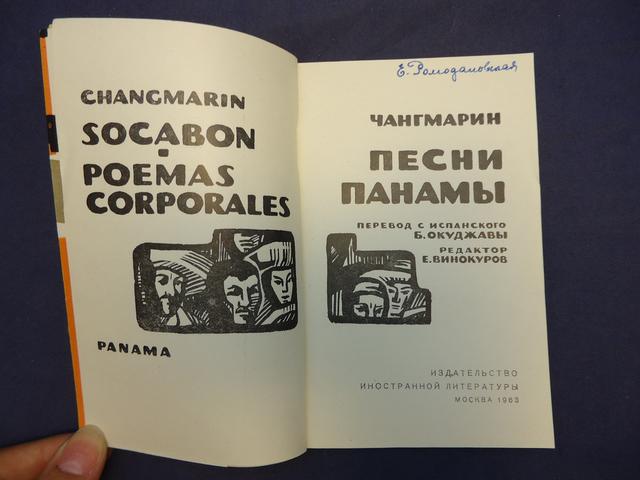 CHANGMARIN
SOCABON
POEMAS
CORPORALES
PANAMA
Е. Ромодановская
ЧАНГМАРИН
ПЕСНИ
ПАНАМЫ
ПЕРЕВОД С ИСПАНСКОГО
Б. ОКУДЖАВЫ
РЕДАКТОР
Е. ВИНОКУРОВ
ИЗДАТЕЛЬСТВО
ИНОСТРАННОЙ ЛИТЕРАТУРЫ
МОСКВА 1963